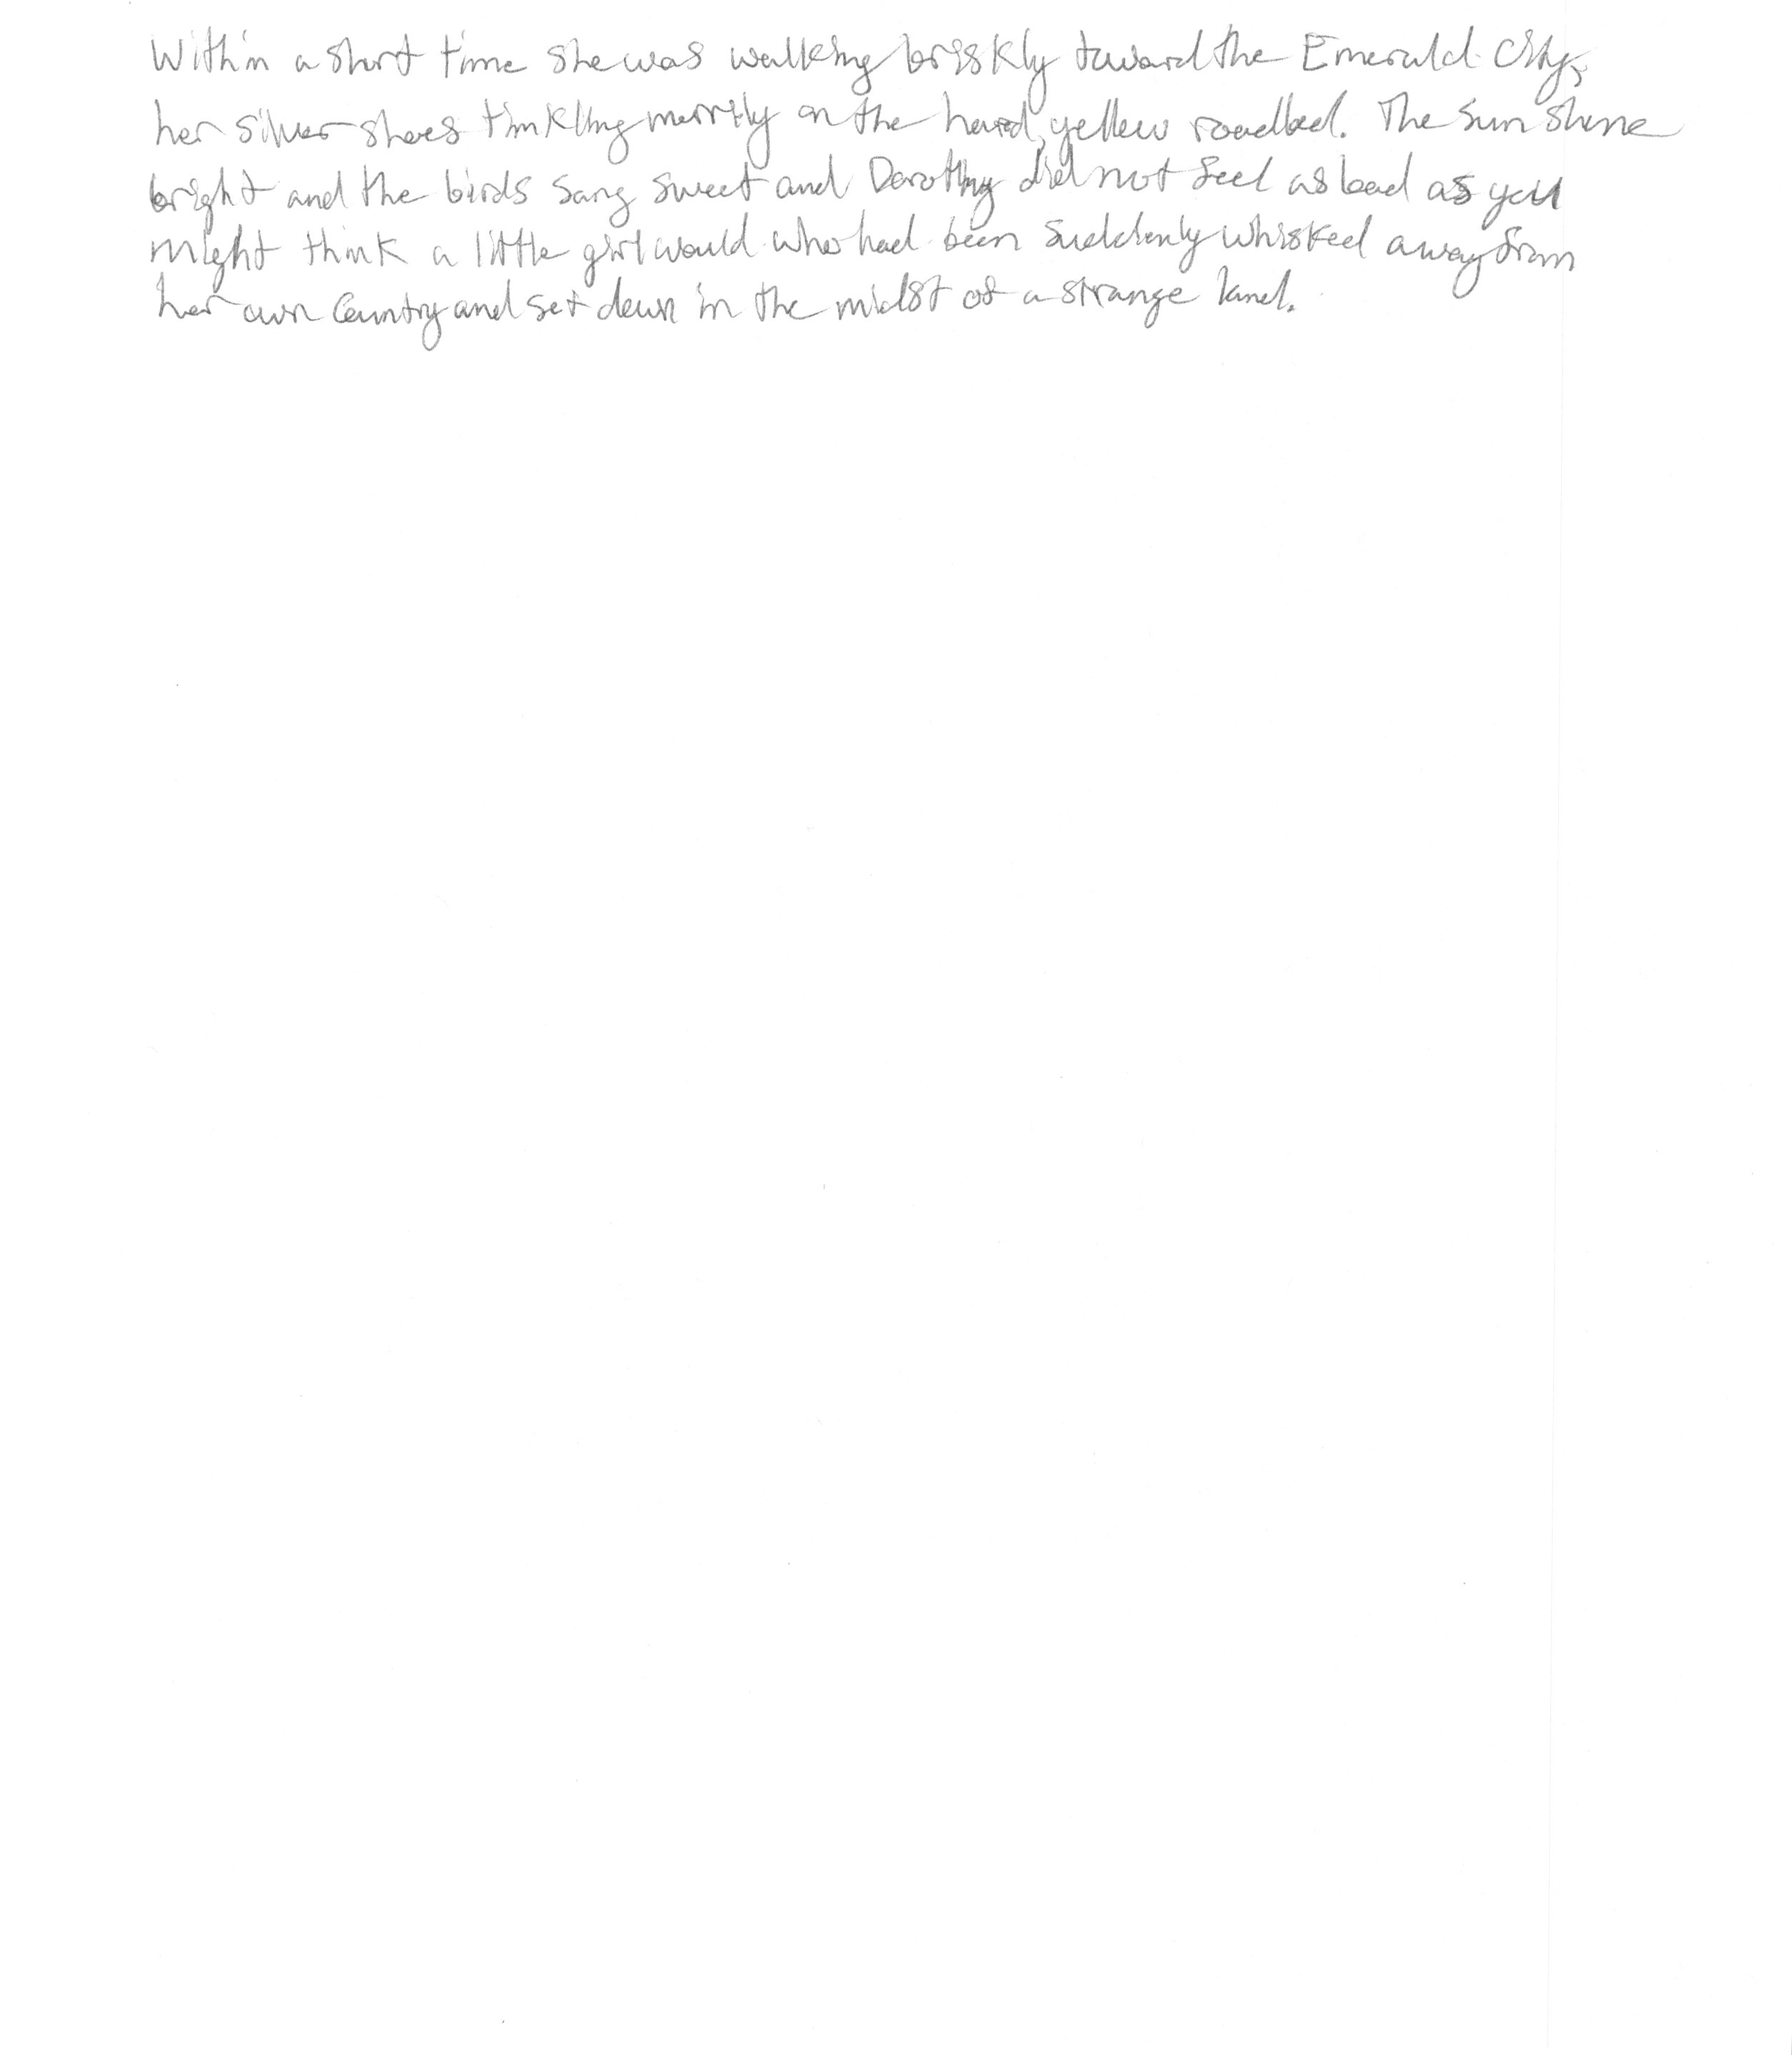 Within a short time she was walking briskly toward the Emerald City,
her silver shoes tinkling merrily on the hard, yellow roadbed. The sun shone
bright and the birds sang sweet and Dorothy did not feel as bad as you
might think a little girl would who had been suddenly whisked away from
her own country and set down in the midst of a strange land.